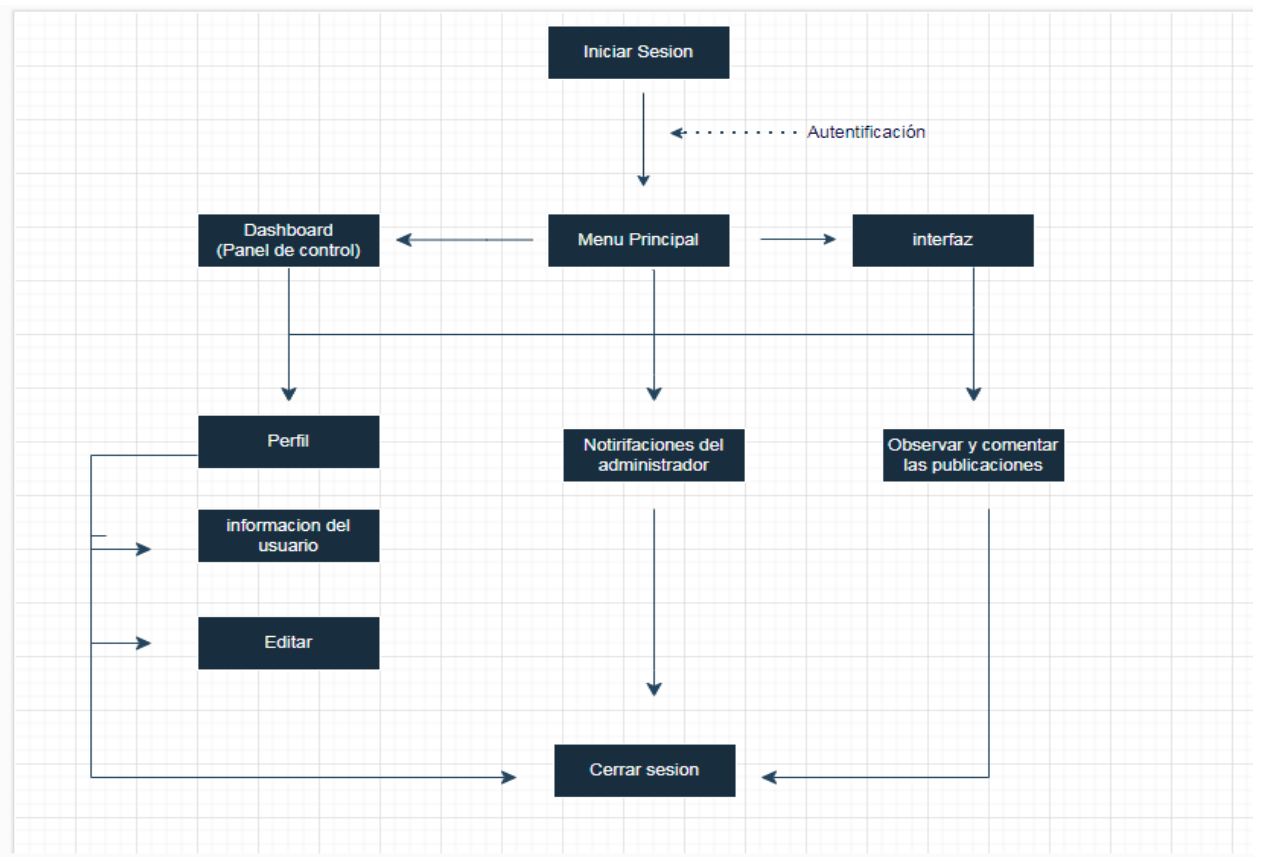 Iniciar Sesion
Autentificación
Dashboard
(Panel de control)
Menu Principal
interfaz
Perfil
Notirifaciones del
administrador
Observar y comentar
las publicaciones
informacion del
usuario
Editar
Cerrar sesion